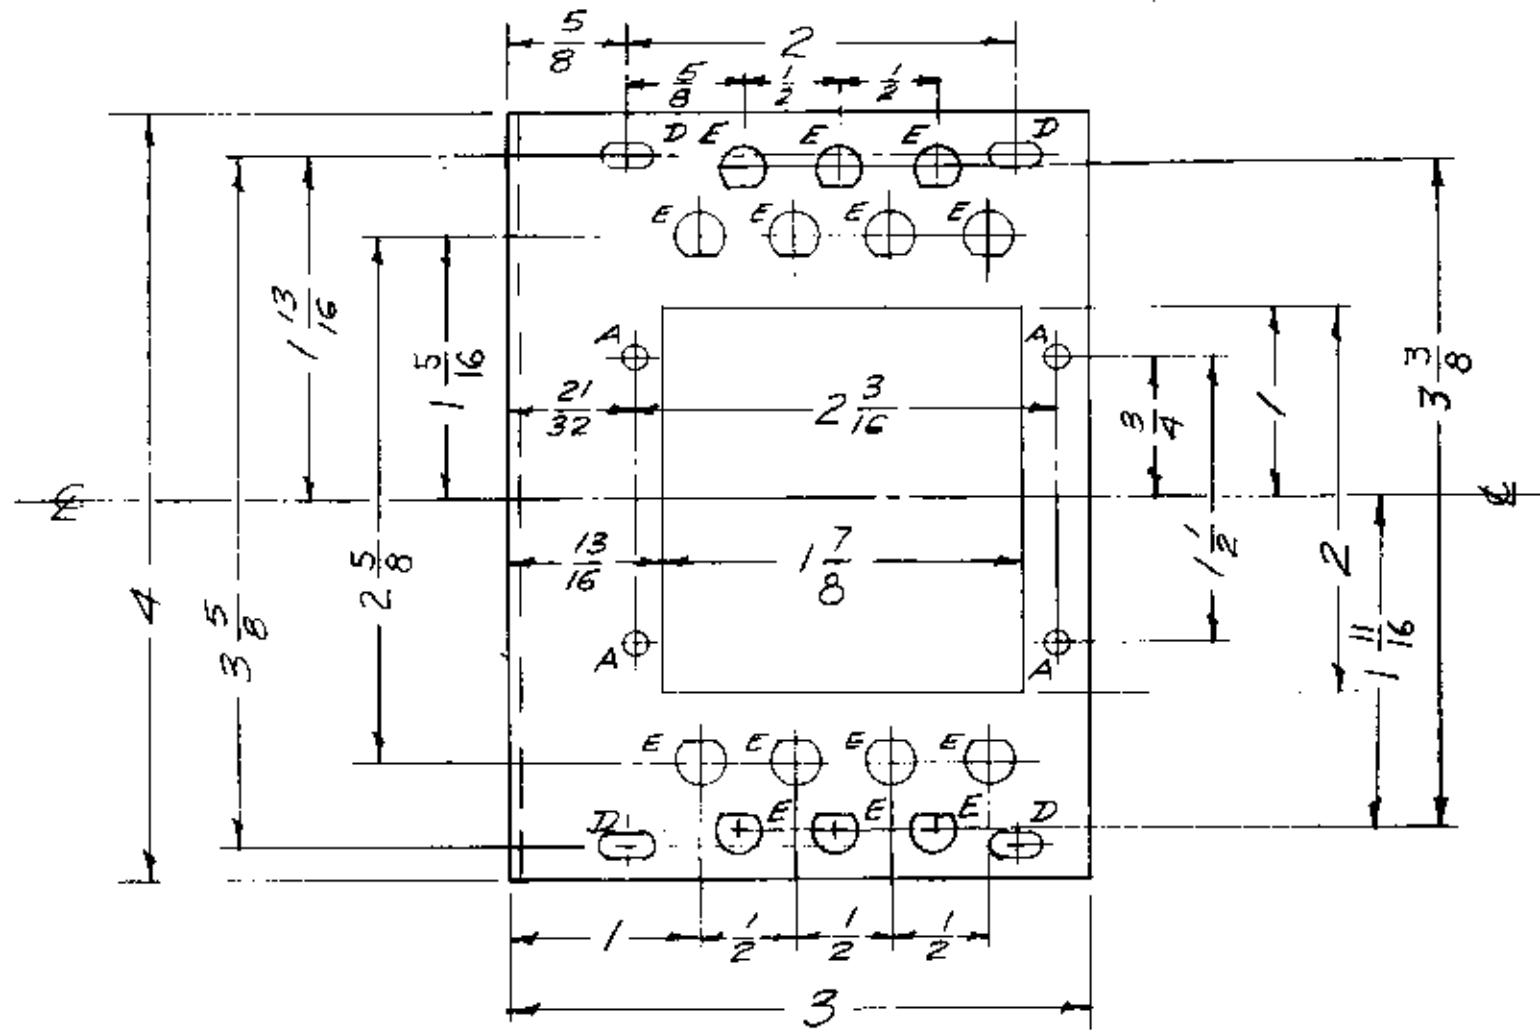 5/8 2
5/8 1/2 1/2
D E E E D
E E E E
1 13/16
1 5/16
A A
21/32 2 3/16
3/4 1 3 3/8
℄ ℄
13/16 1 7/8
2 5/8 1 1/2 2
4 3 5/8 1 11/16
A A
E E E E
D E E E D
1 1/2 1/2 1/2
3